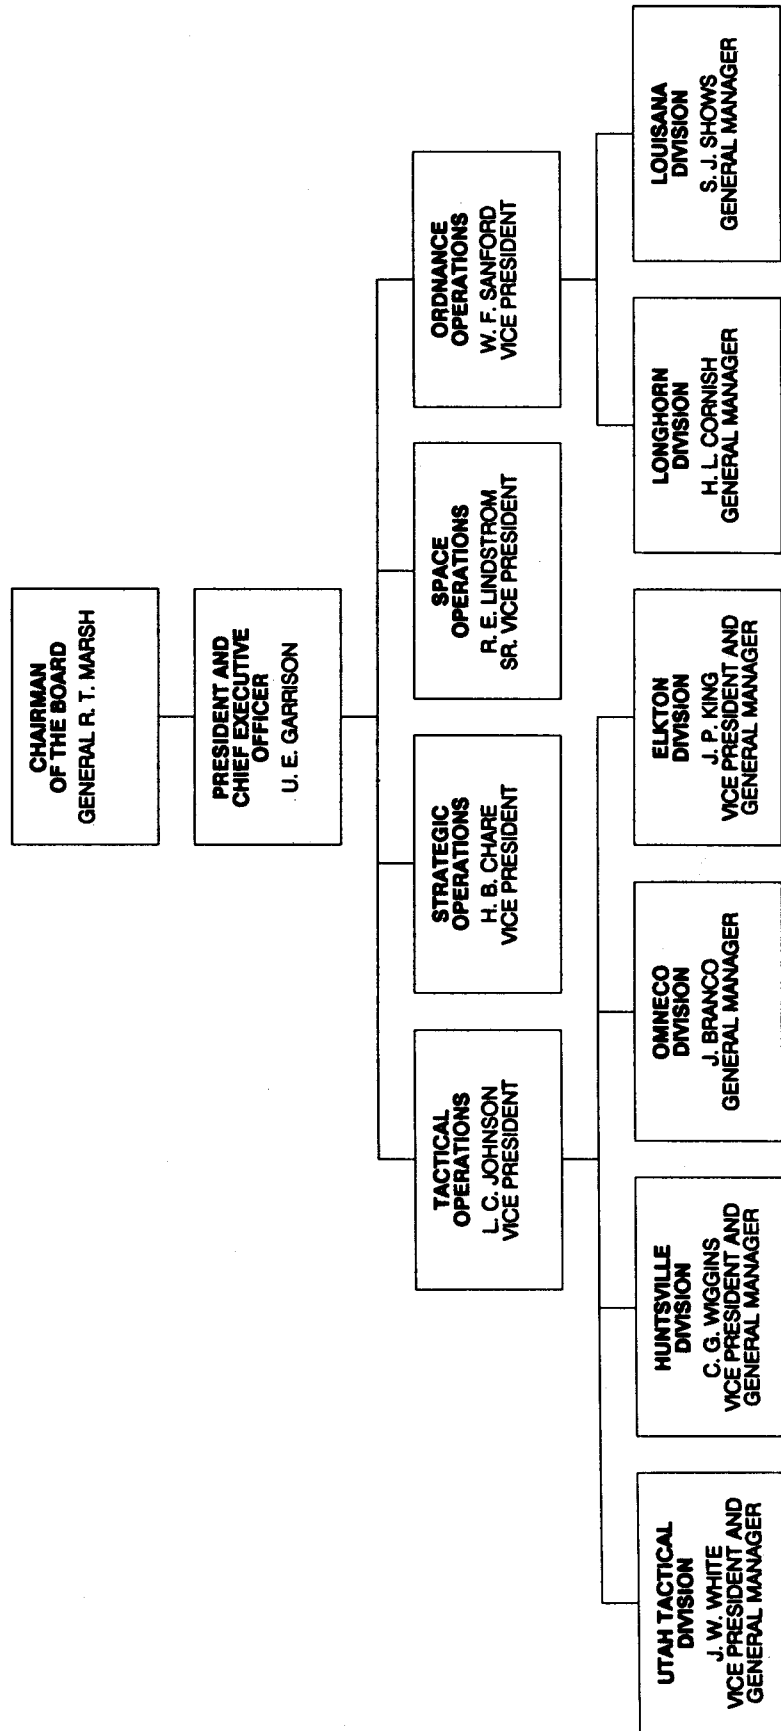 CHAIRMAN
OF THE BOARD
GENERAL R. T. MARSH
PRESIDENT AND
CHIEF EXECUTIVE
OFFICER
U. E. GARRISON
TACTICAL
OPERATIONS
L. C. JOHNSON
VICE PRESIDENT
STRATEGIC
OPERATIONS
H. B. CHARE
VICE PRESIDENT
SPACE
OPERATIONS
R. E. LINDSTROM
SR. VICE PRESIDENT
ORDNANCE
OPERATIONS
W. F. SANFORD
VICE PRESIDENT
UTAH TACTICAL
DIVISION
J. W. WHITE
VICE PRESIDENT AND
GENERAL MANAGER
HUNTSVILLE
DIVISION
C. G. WIGGINS
VICE PRESIDENT AND
GENERAL MANAGER
OMNECO
DIVISION
J. BRANCO
GENERAL MANAGER
ELKTON
DIVISION
J. P. KING
VICE PRESIDENT AND
GENERAL MANAGER
LONGHORN
DIVISION
H. L. CORNISH
GENERAL MANAGER
LOUISANA
DIVISION
S. J. SHOWS
GENERAL MANAGER